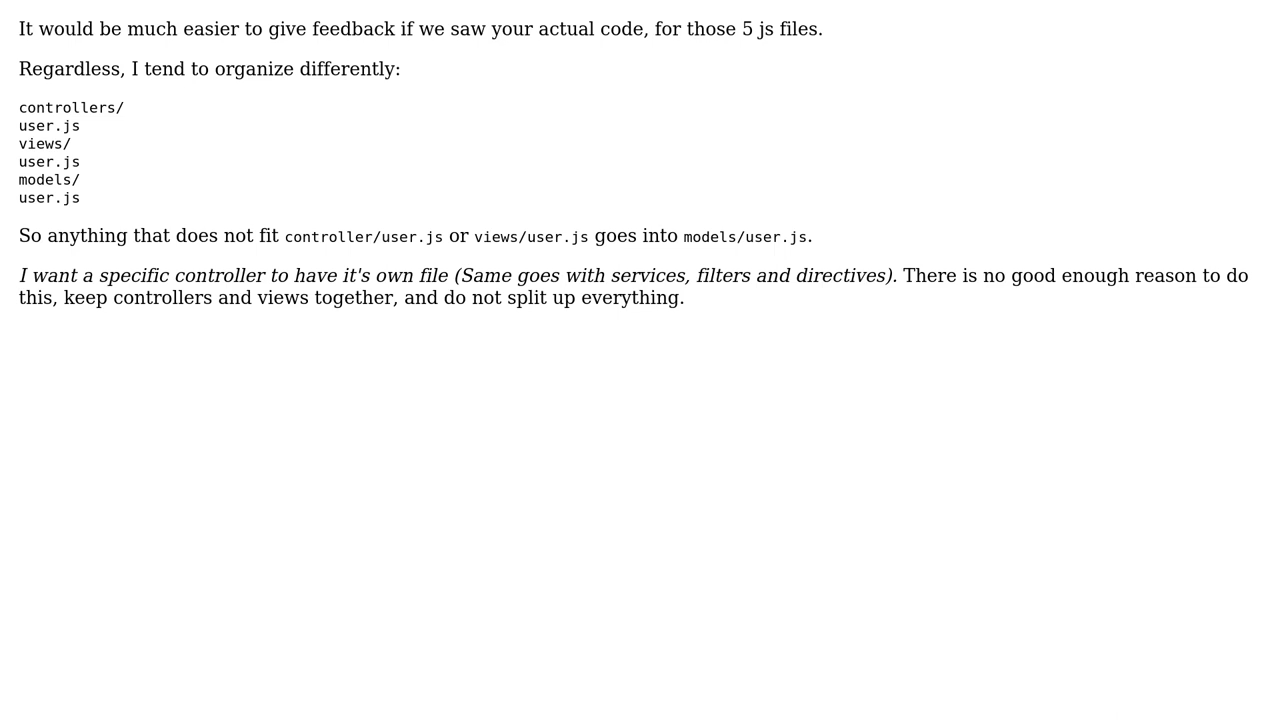 It would be much easier to give feedback if we saw your actual code, for those 5 js files.
Regardless, I tend to organize differently:
controllers/
user.js
views/
user.js
models/
user.js
So anything that does not fit controller/user.js or views/user.js goes into models/user.js.
I want a specific controller to have it's own file (Same goes with services, filters and directives). There is no good enough reason to do
this, keep controllers and views together, and do not split up everything.